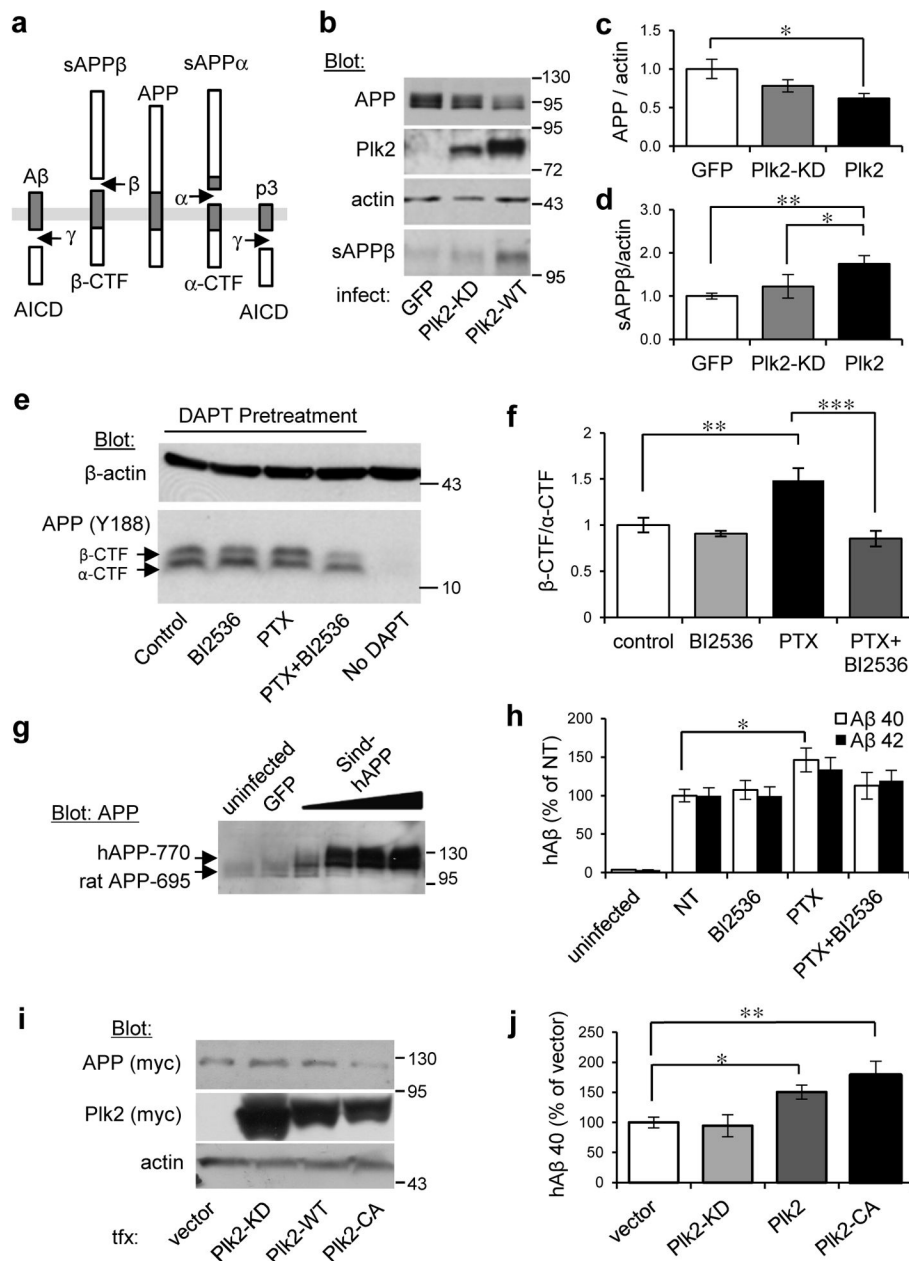 a
sAPPβ
sAPPα
APP
Aβ
β
α
p3
γ
γ
β-CTF
α-CTF
AICD
AICD
b
Blot:
APP
130
95
95
Plk2
72
actin
43
sAPPβ
95
infect:
GFP
Plk2-KD
Plk2-WT
c
APP / actin
1.5
1.0
0.5
0.0
*
GFP
Plk2-KD
Plk2
d
sAPPβ/actin
3.0
2.0
1.0
0.0
**
*
GFP
Plk2-KD
Plk2
e
DAPT Pretreatment
Blot:
β-actin
43
APP (Y188)
β-CTF
α-CTF
10
Control
BI2536
PTX
PTX+BI2536
No DAPT
f
β-CTF/α-CTF
2
1.5
1
0.5
0
**
***
control
BI2536
PTX
PTX+
BI2536
g
uninfected
GFP
Sind-
hAPP
Blot: APP
hAPP-770
130
rat APP-695
95
h
hAβ (% of NT)
200
150
100
50
0
*
Aβ 40
Aβ 42
uninfected
NT
BI2536
PTX
PTX+BI2536
i
Blot:
APP (myc)
130
95
Plk2 (myc)
actin
43
tfx:
vector
Plk2-KD
Plk2-WT
Plk2-CA
j
hAβ 40 (% of vector)
250
200
150
100
50
0
**
*
vector
Plk2-KD
Plk2
Plk2-CA